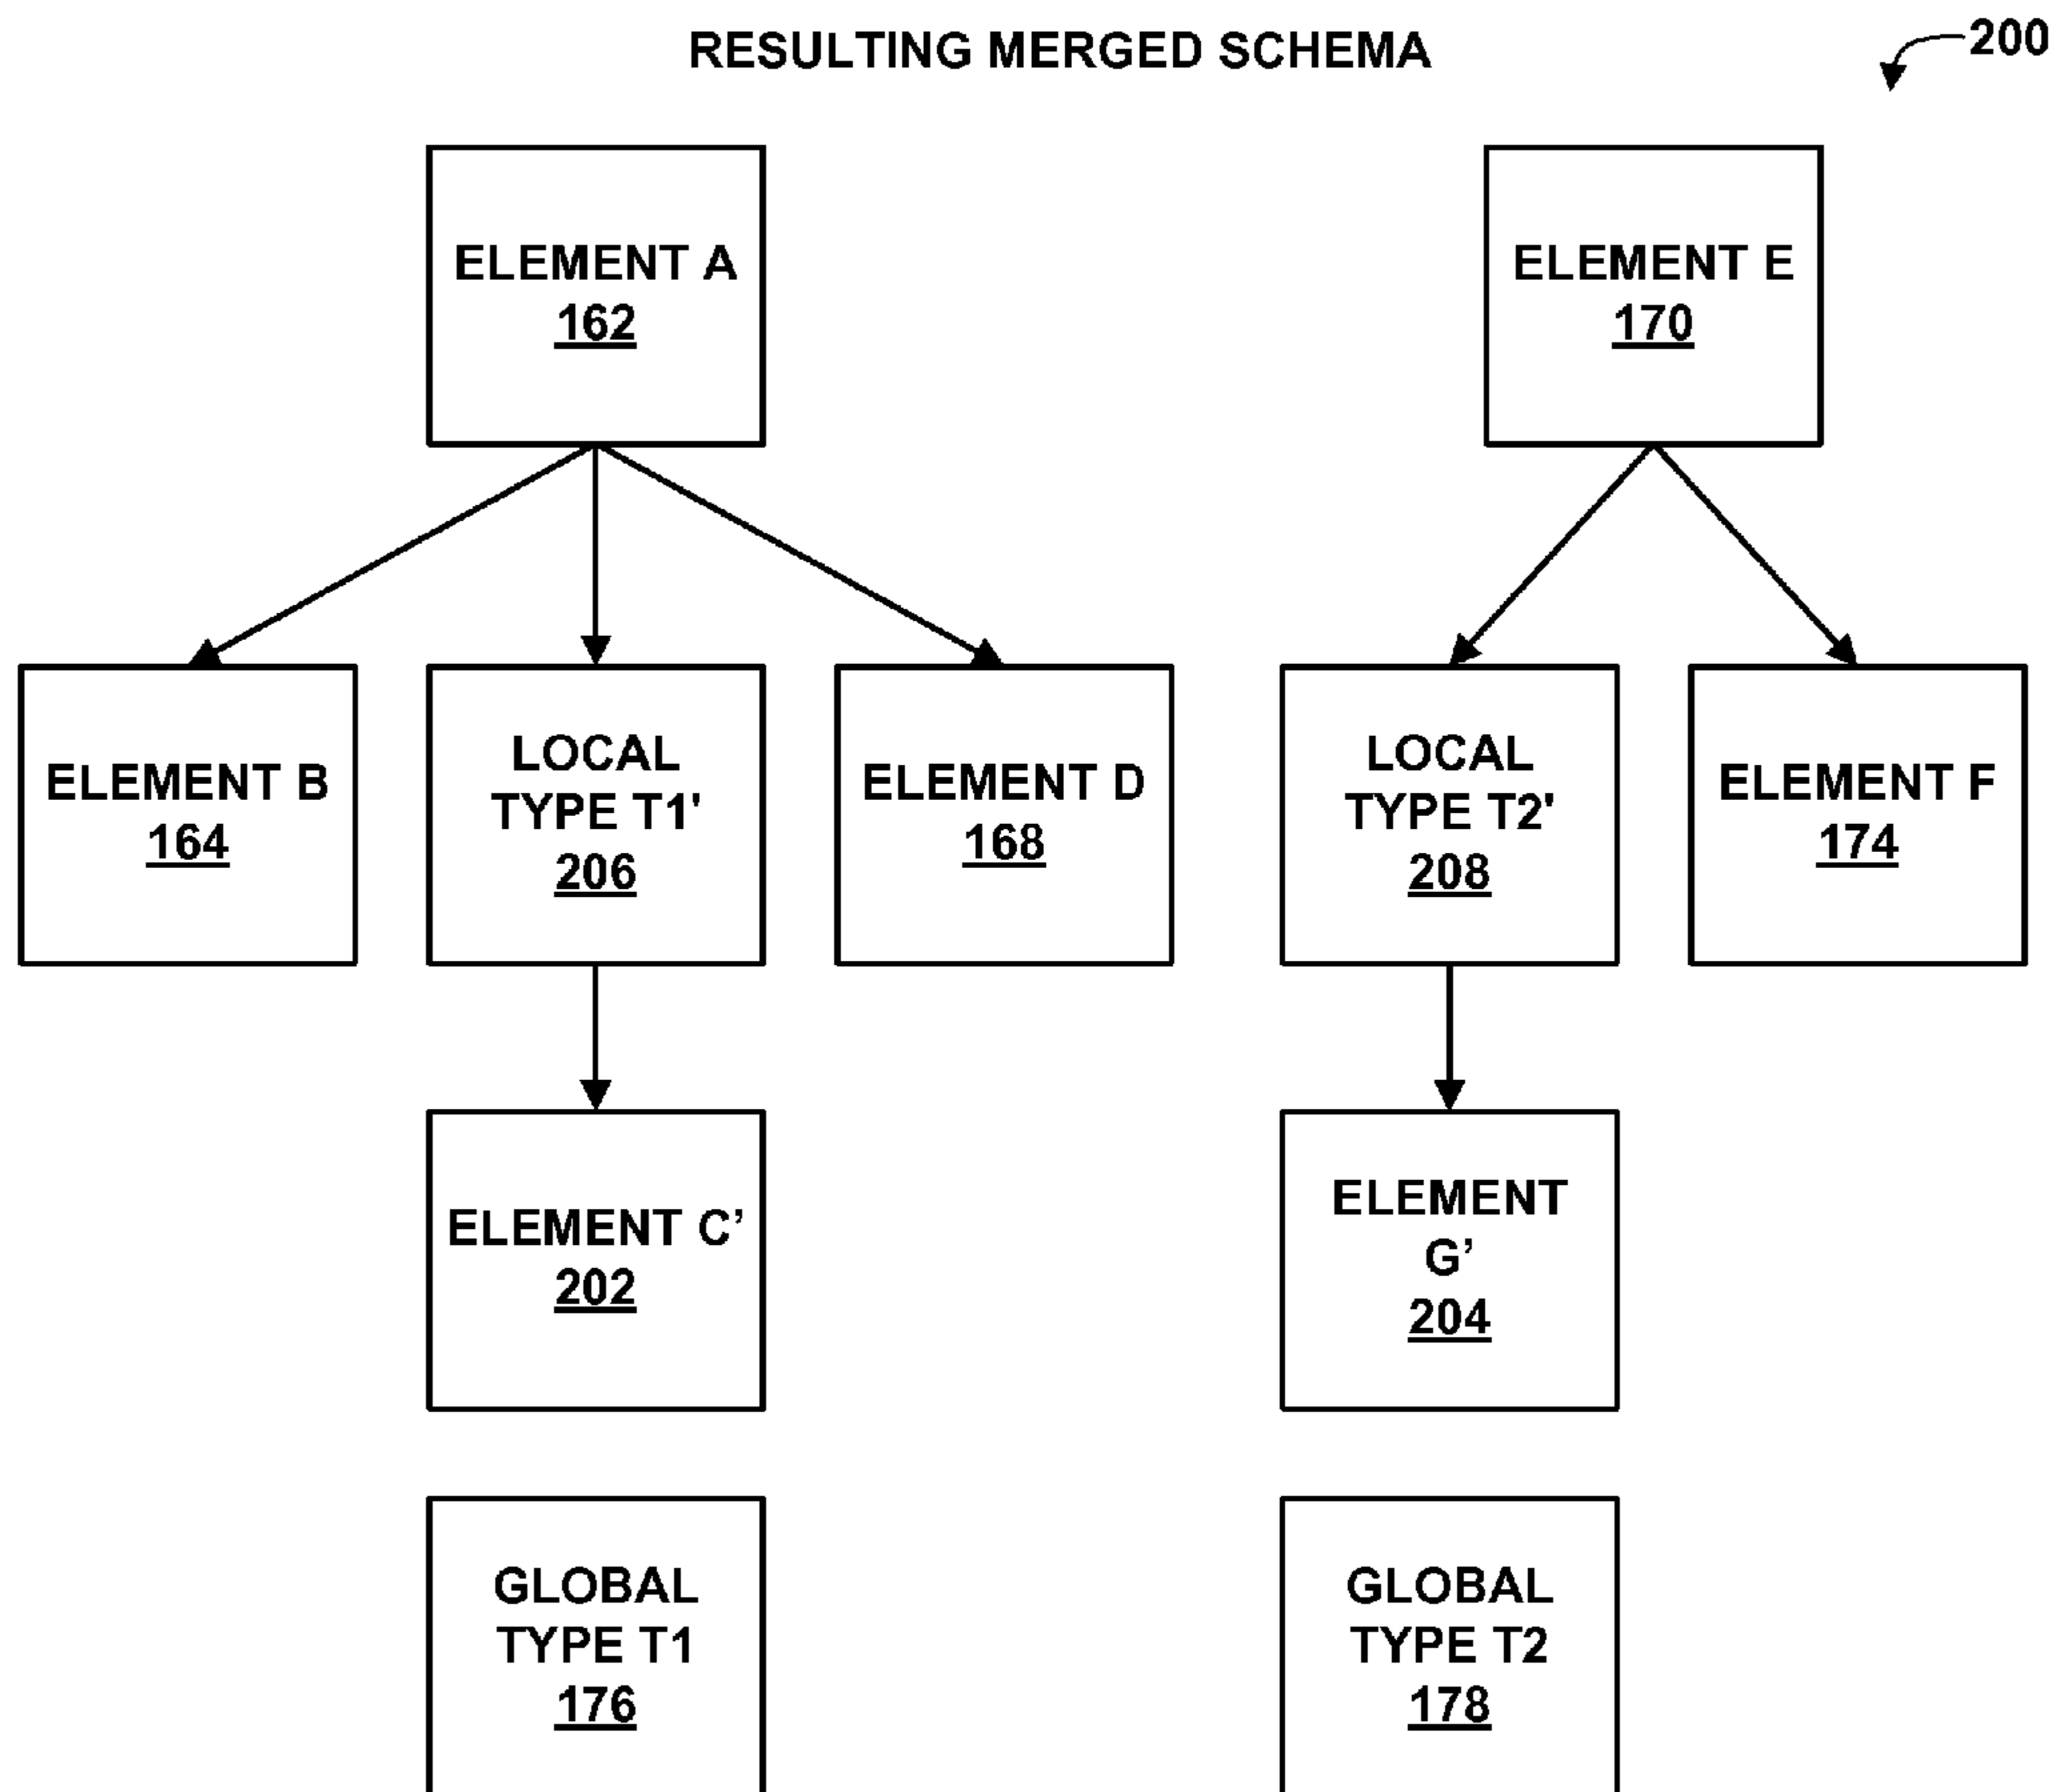 RESULTING MERGED SCHEMA
200
ELEMENT A
162
ELEMENT E
170
ELEMENT B
164
LOCAL
TYPE T1'
206
ELEMENT D
168
LOCAL
TYPE T2'
208
ELEMENT F
174
ELEMENT C’
202
ELEMENT
G’
204
GLOBAL
TYPE T1
176
GLOBAL
TYPE T2
178